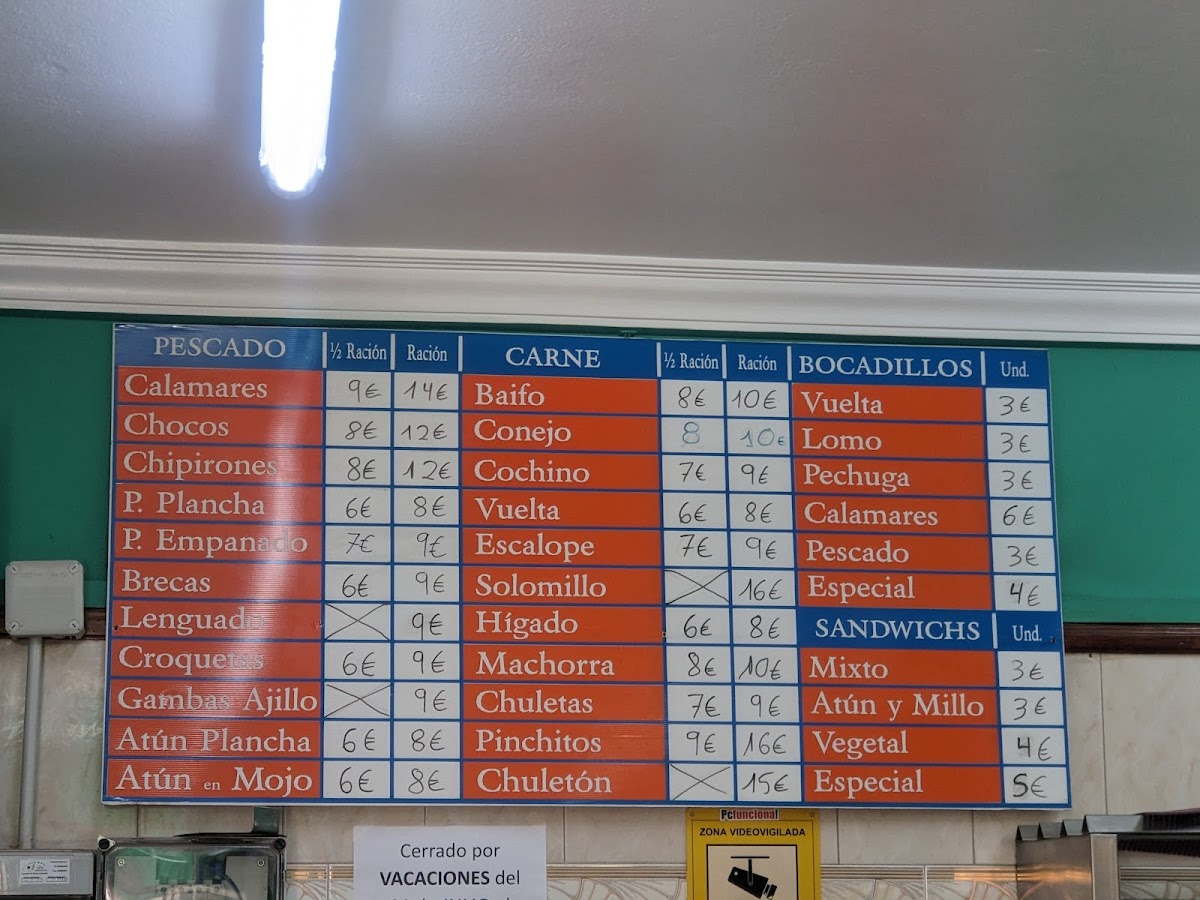 PESCADO ½ Ración Ración CARNE ½ Ración Ración BOCADILLOS Und.
Calamares 9€ 14€ Baifo 8€ 10€ Vuelta 3€
Chocos 8€ 12€ Conejo 8 10€ Lomo 3€
Chipirones 8€ 12€ Cochino 7€ 9€ Pechuga 3€
P. Plancha 6€ 8€ Vuelta 6€ 8€ Calamares 6€
P. Empanado 7€ 9€ Escalope 7€ 9€ Pescado 3€
Brecas 6€ 9€ Solomillo 16€ Especial 4€
Lenguado 9€ Hígado 6€ 8€ SANDWICHS Und.
Croquetas 6€ 9€ Machorra 8€ 10€ Mixto 3€
Gambas Ajillo 9€ Chuletas 7€ 9€ Atún y Millo 3€
Atún Plancha 6€ 8€ Pinchitos 9€ 16€ Vegetal 4€
Atún en Mojo 6€ 8€ Chuletón 15€ Especial 5€
Pcfuncional
ZONA VIDEOVIGILADA
Cerrado por
VACACIONES del